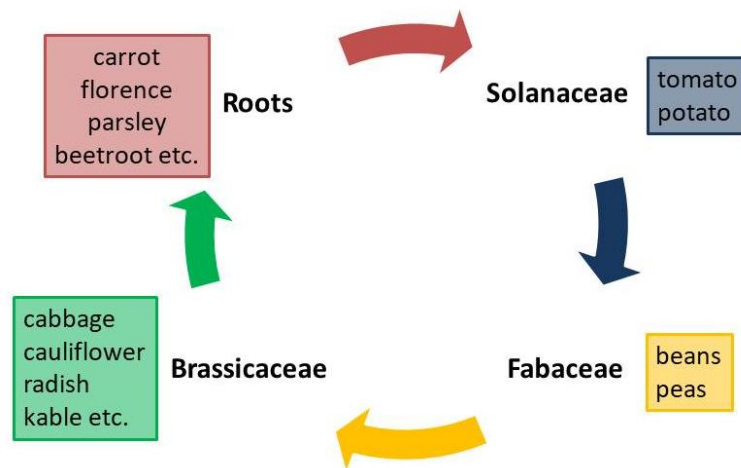 carrot
florence
parsley
beetroot etc.
Roots
Solanaceae
tomato
potato
cabbage
cauliflower
radish
kable etc.
Brassicaceae
Fabaceae
beans
peas